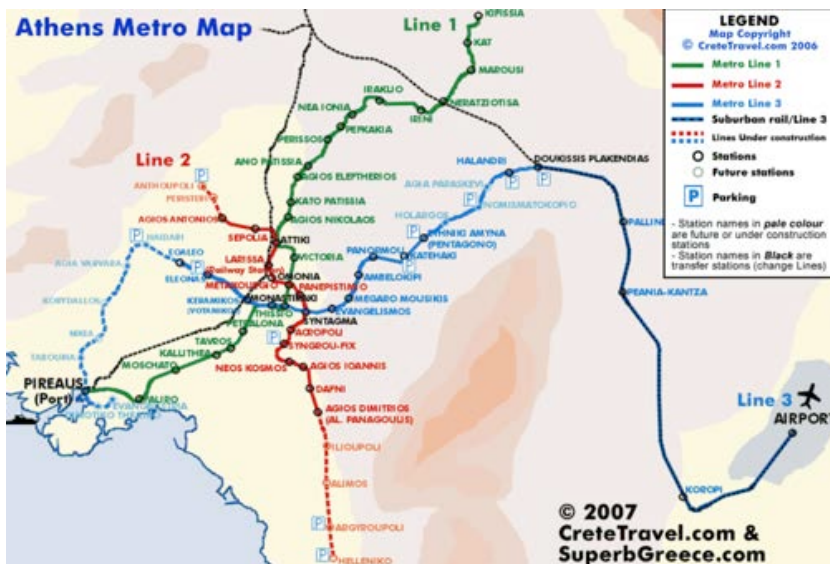 Athens Metro Map
Line 1
KIFISSIA
KAT
MAROUSI
NERATZIOTISA
IRINI
IRAKLIO
NEA IONIA
PEPKAKIA
PERISSOS
ANO PATISSIA
AGIOS ELEPTHERIOS
KATO PATISSIA
AGIOS NIKOLAOS
ATTIKI
VICTORIA
OMONIA
MONASTIRAKI
THISSIO
PETRALONA
TAVROS
KALLITHEA
MOSCHATO
PIREAUS
(Port)
Line 2
ANTHOUPOLI
PERISTERI
AGIOS ANTONIOS
SEPOLIA
LARISSA
(Railway Station)
METAXOURGIO
PANEPISTIMIO
SYNTAGMA
ACROPOLI
SYNGROU-FIX
NEOS KOSMOS
AGIOS IOANNIS
DAFNI
AGIOS DIMITRIOS
(AL. PANAGOULIS)
ILIOUPOLI
ALIMOS
ARGYROUPOLI
HELLENIKO
HAIDARI
AGIA VARVARA
KORYDALLOS
NIKEA
EGALEO
ELEONAS
KERAMIKOS
EVANGELISMOS
MEGARO MOUSIKIS
AMBELOKIPI
PANORMOU
KATEHAKI
ETHNIKI AMYNA
(PENTAGONO)
HOLARGOS
NOMISMATOKOPIO
AGIA PARASKEVI
HALANDRI
DOUKISSIS PLAKENDIAS
PALLINI
PEANIA-KANTZA
KOROPI
Line 3
AIRPORT
LEGEND
Map Copyright
© CreteTravel.com 2006
Metro Line 1
Metro Line 2
Metro Line 3
Suburban rail/Line 3
Lines Under construction
Stations
Future stations
P
Parking
- Station names in pale colour
are future or under construction
stations
- Station names in Black are
transfer stations (change Lines)
© 2007
CreteTravel.com &
SuperbGreece.com